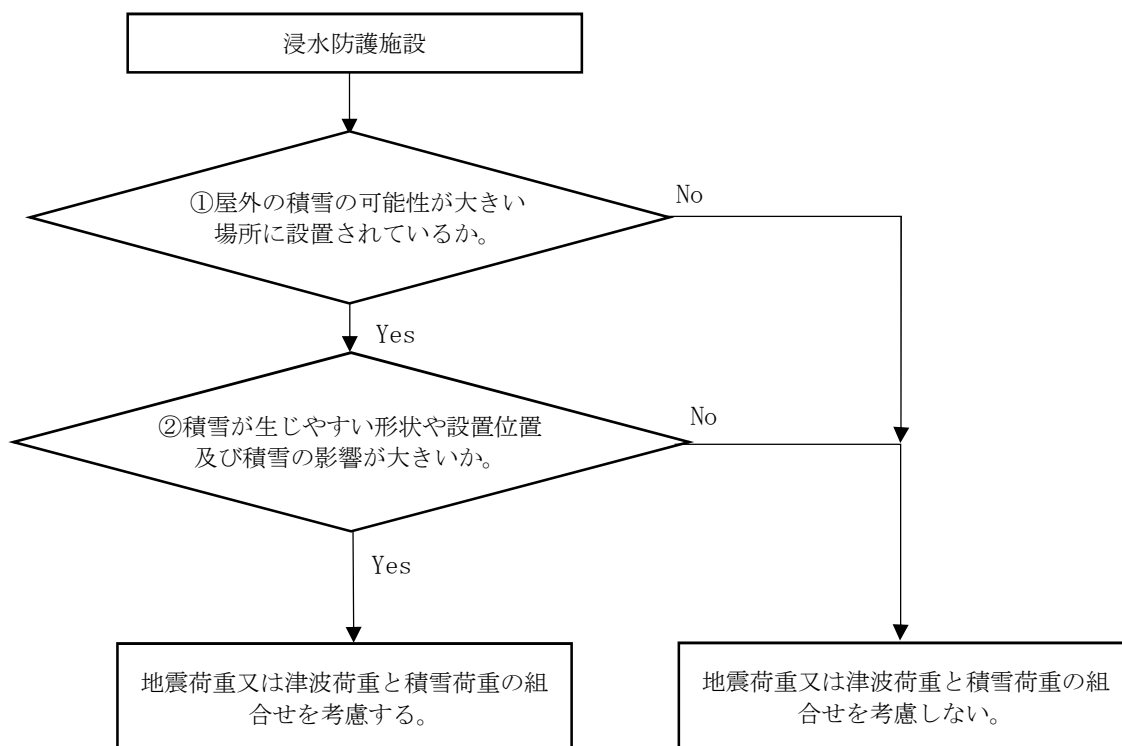 浸水防護施設
①屋外の積雪の可能性が大きい
場所に設置されているか。
No
Yes
②積雪が生じやすい形状や設置位置
及び積雪の影響が大きいか。
No
Yes
地震荷重又は津波荷重と積雪荷重の組
合せを考慮する。
地震荷重又は津波荷重と積雪荷重の組
合せを考慮しない。